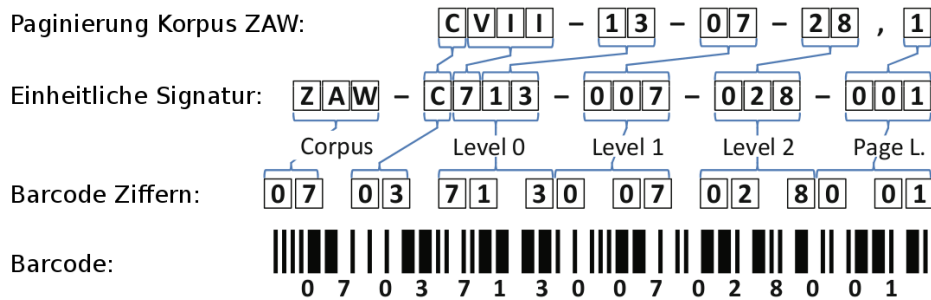 Paginierung Korpus ZAW: CVII – 13 – 07 – 28 , 1
Einheitliche Signatur: ZAW – C713 – 007 – 028 – 001
Corpus Level 0 Level 1 Level 2 Page L.
Barcode Ziffern: 07 03 71 30 07 02 80 01
Barcode:
0 7 0 3 7 1 3 0 0 7 0 2 8 0 0 1